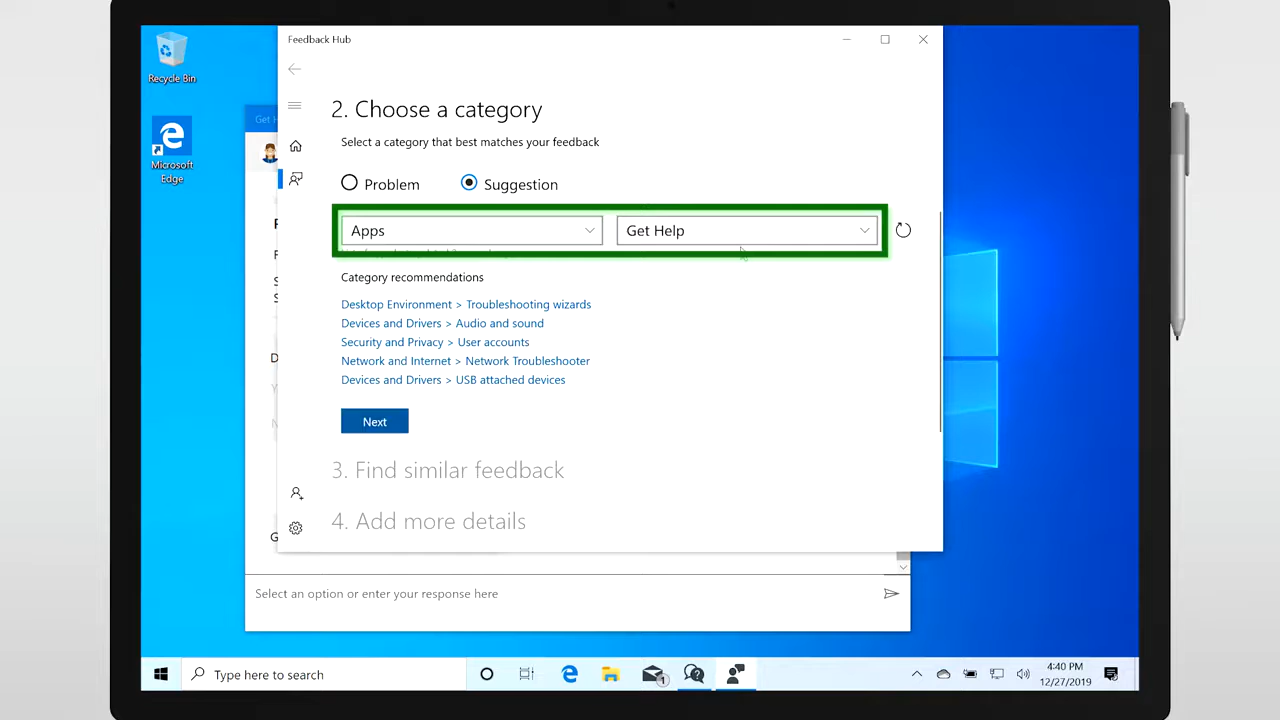 Recycle Bin
Microsoft
Edge
Get H
Feedback Hub
2. Choose a category
Select a category that best matches your feedback
Problem
Suggestion
Apps
Get Help
Category recommendations
Desktop Environment > Troubleshooting wizards
Devices and Drivers > Audio and sound
Security and Privacy > User accounts
Network and Internet > Network Troubleshooter
Devices and Drivers > USB attached devices
Next
3. Find similar feedback
4. Add more details
Select an option or enter your response here
Type here to search
1
4:40 PM
12/27/2019